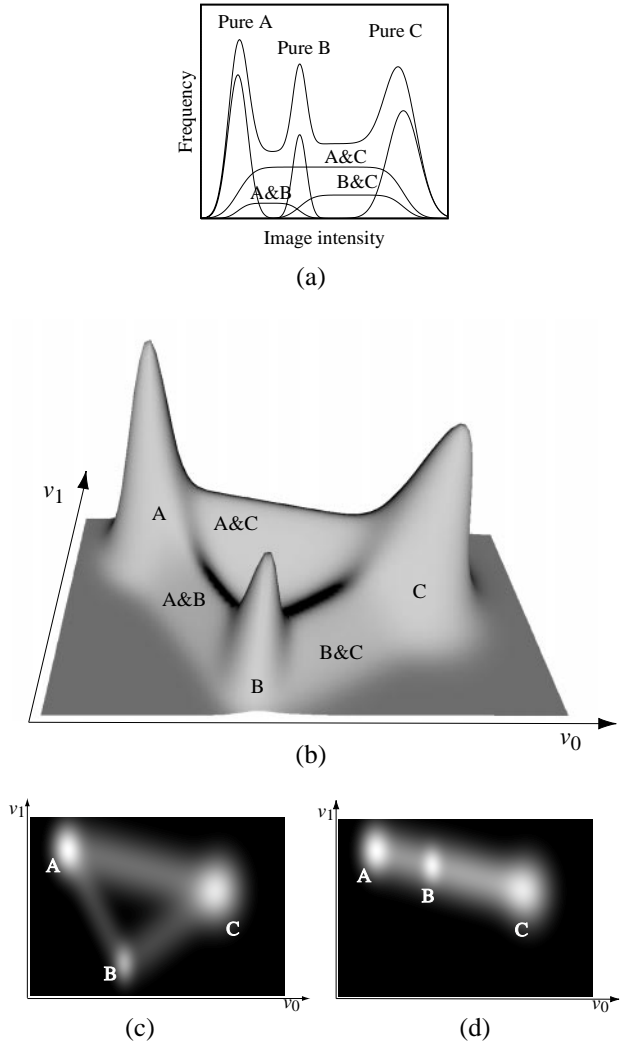 Pure A
Pure B
Pure C
Frequency
A&C
B&C
A&B
Image intensity
(a)
v1
A
A&C
A&B
C
B&C
B
v0
(b)
v1
A
C
B
v0
(c)
v1
A
B
C
v0
(d)